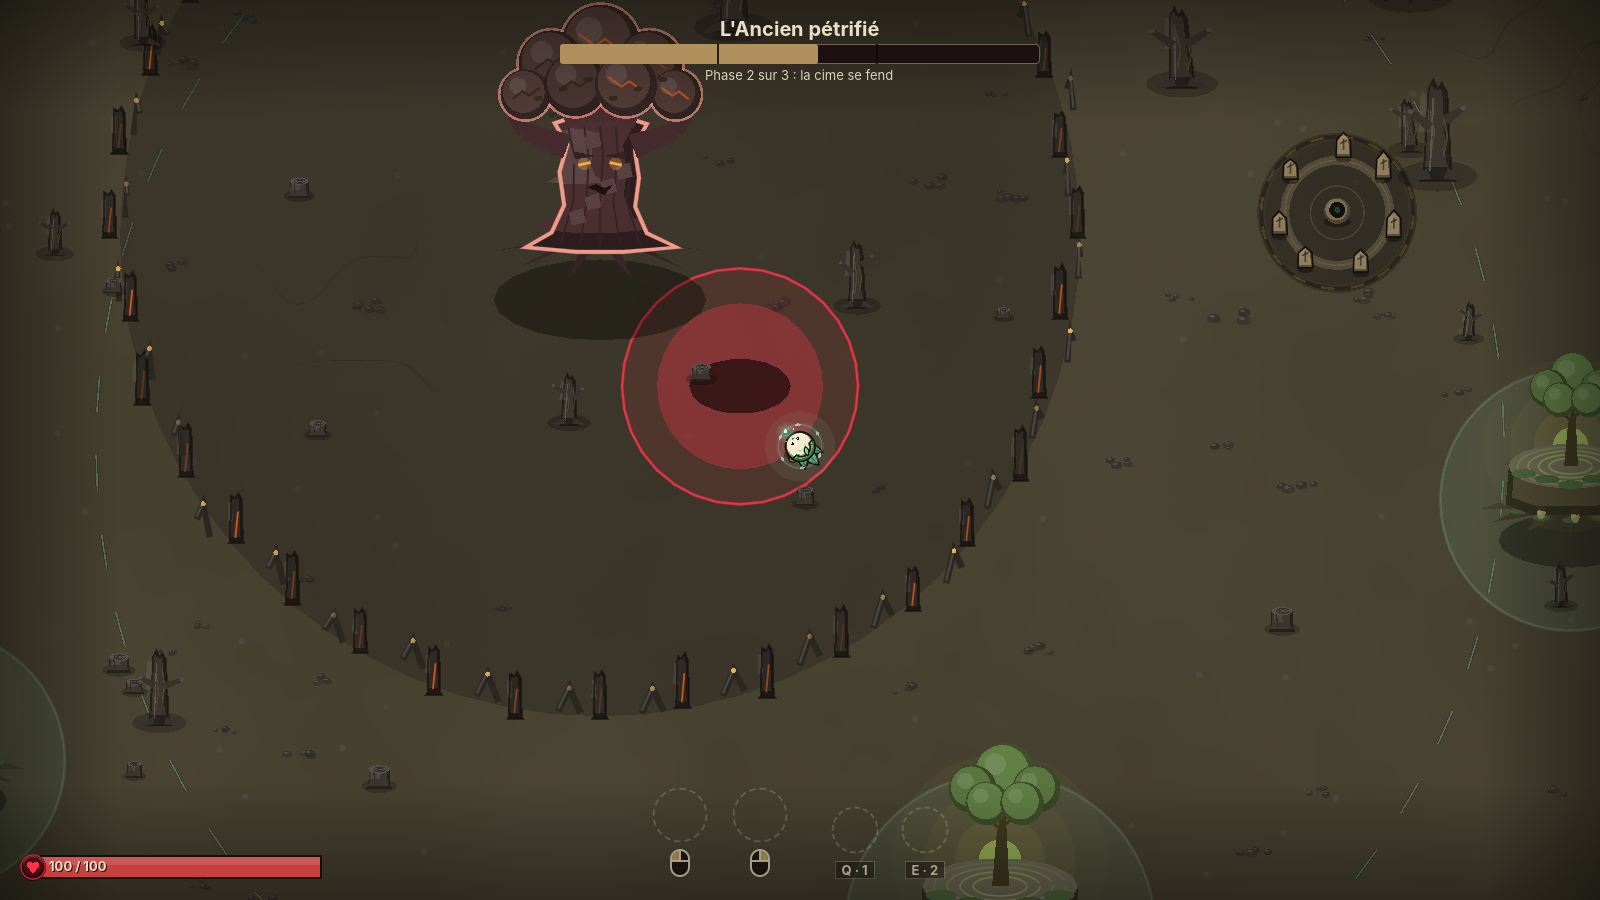 L'Ancien pétrifié
Phase 2 sur 3 : la cime se fend
100 / 100
Q · 1
E · 2